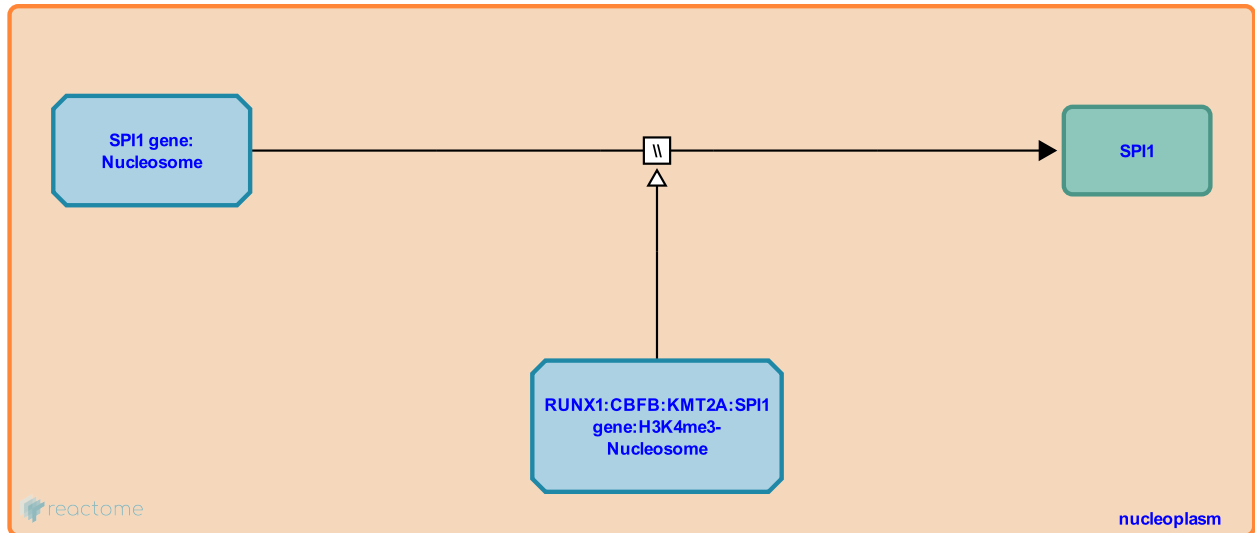 SPI1 gene:
Nucleosome
\\
SPI1
RUNX1:CBFB:KMT2A:SPI1
gene:H3K4me3-
Nucleosome
reactome
nucleoplasm